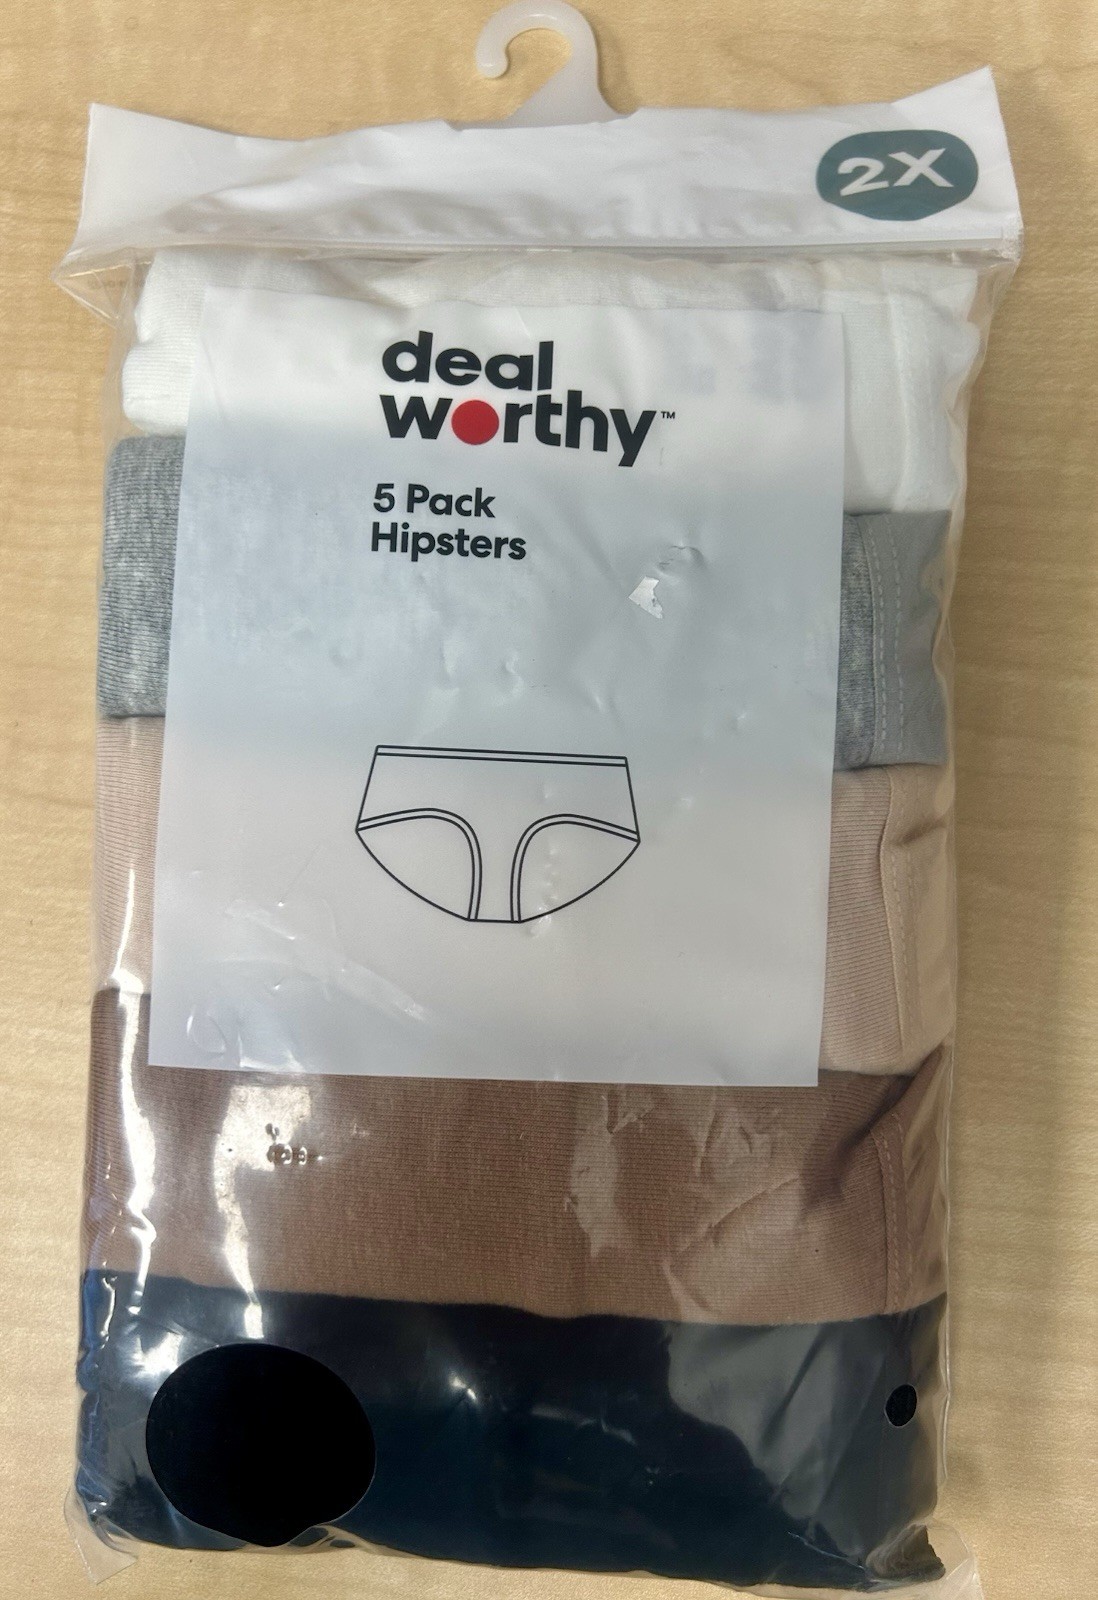 2X
deal
worthy™
5 Pack
Hipsters